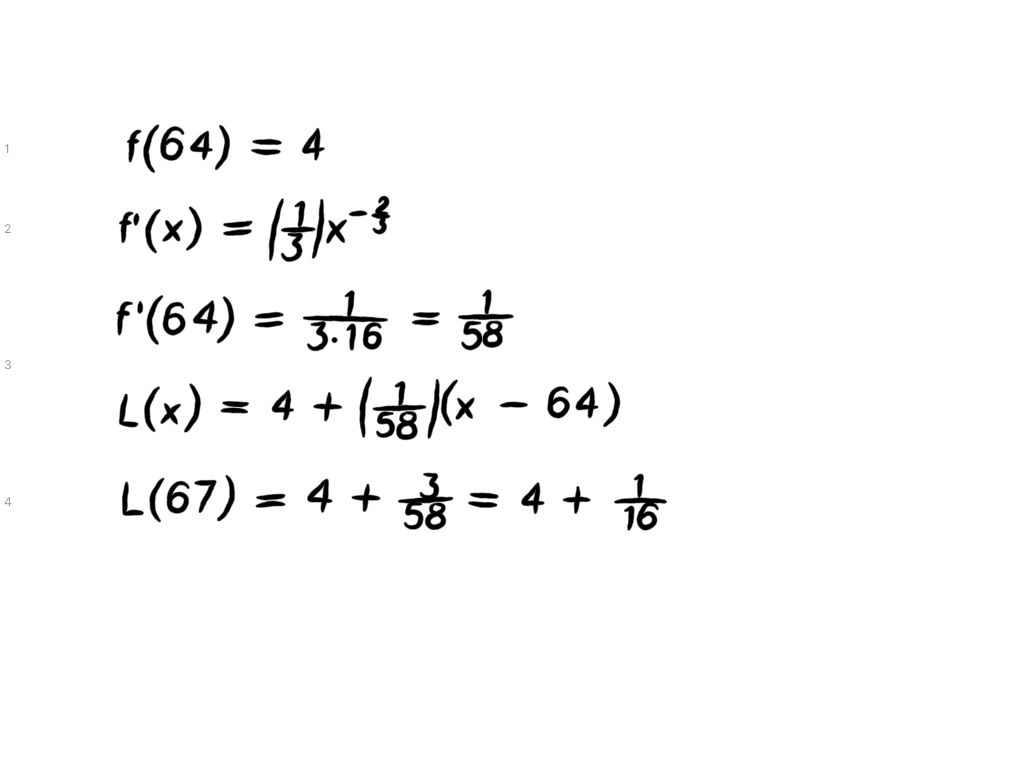 1 f(64) = 4
2 f'(x) = (1/3)x^(-2/3)
f'(64) = 1/(3·16) = 1/58
3
L(x) = 4 + (1/58)(x - 64)
4 L(67) = 4 + 3/58 = 4 + 1/16